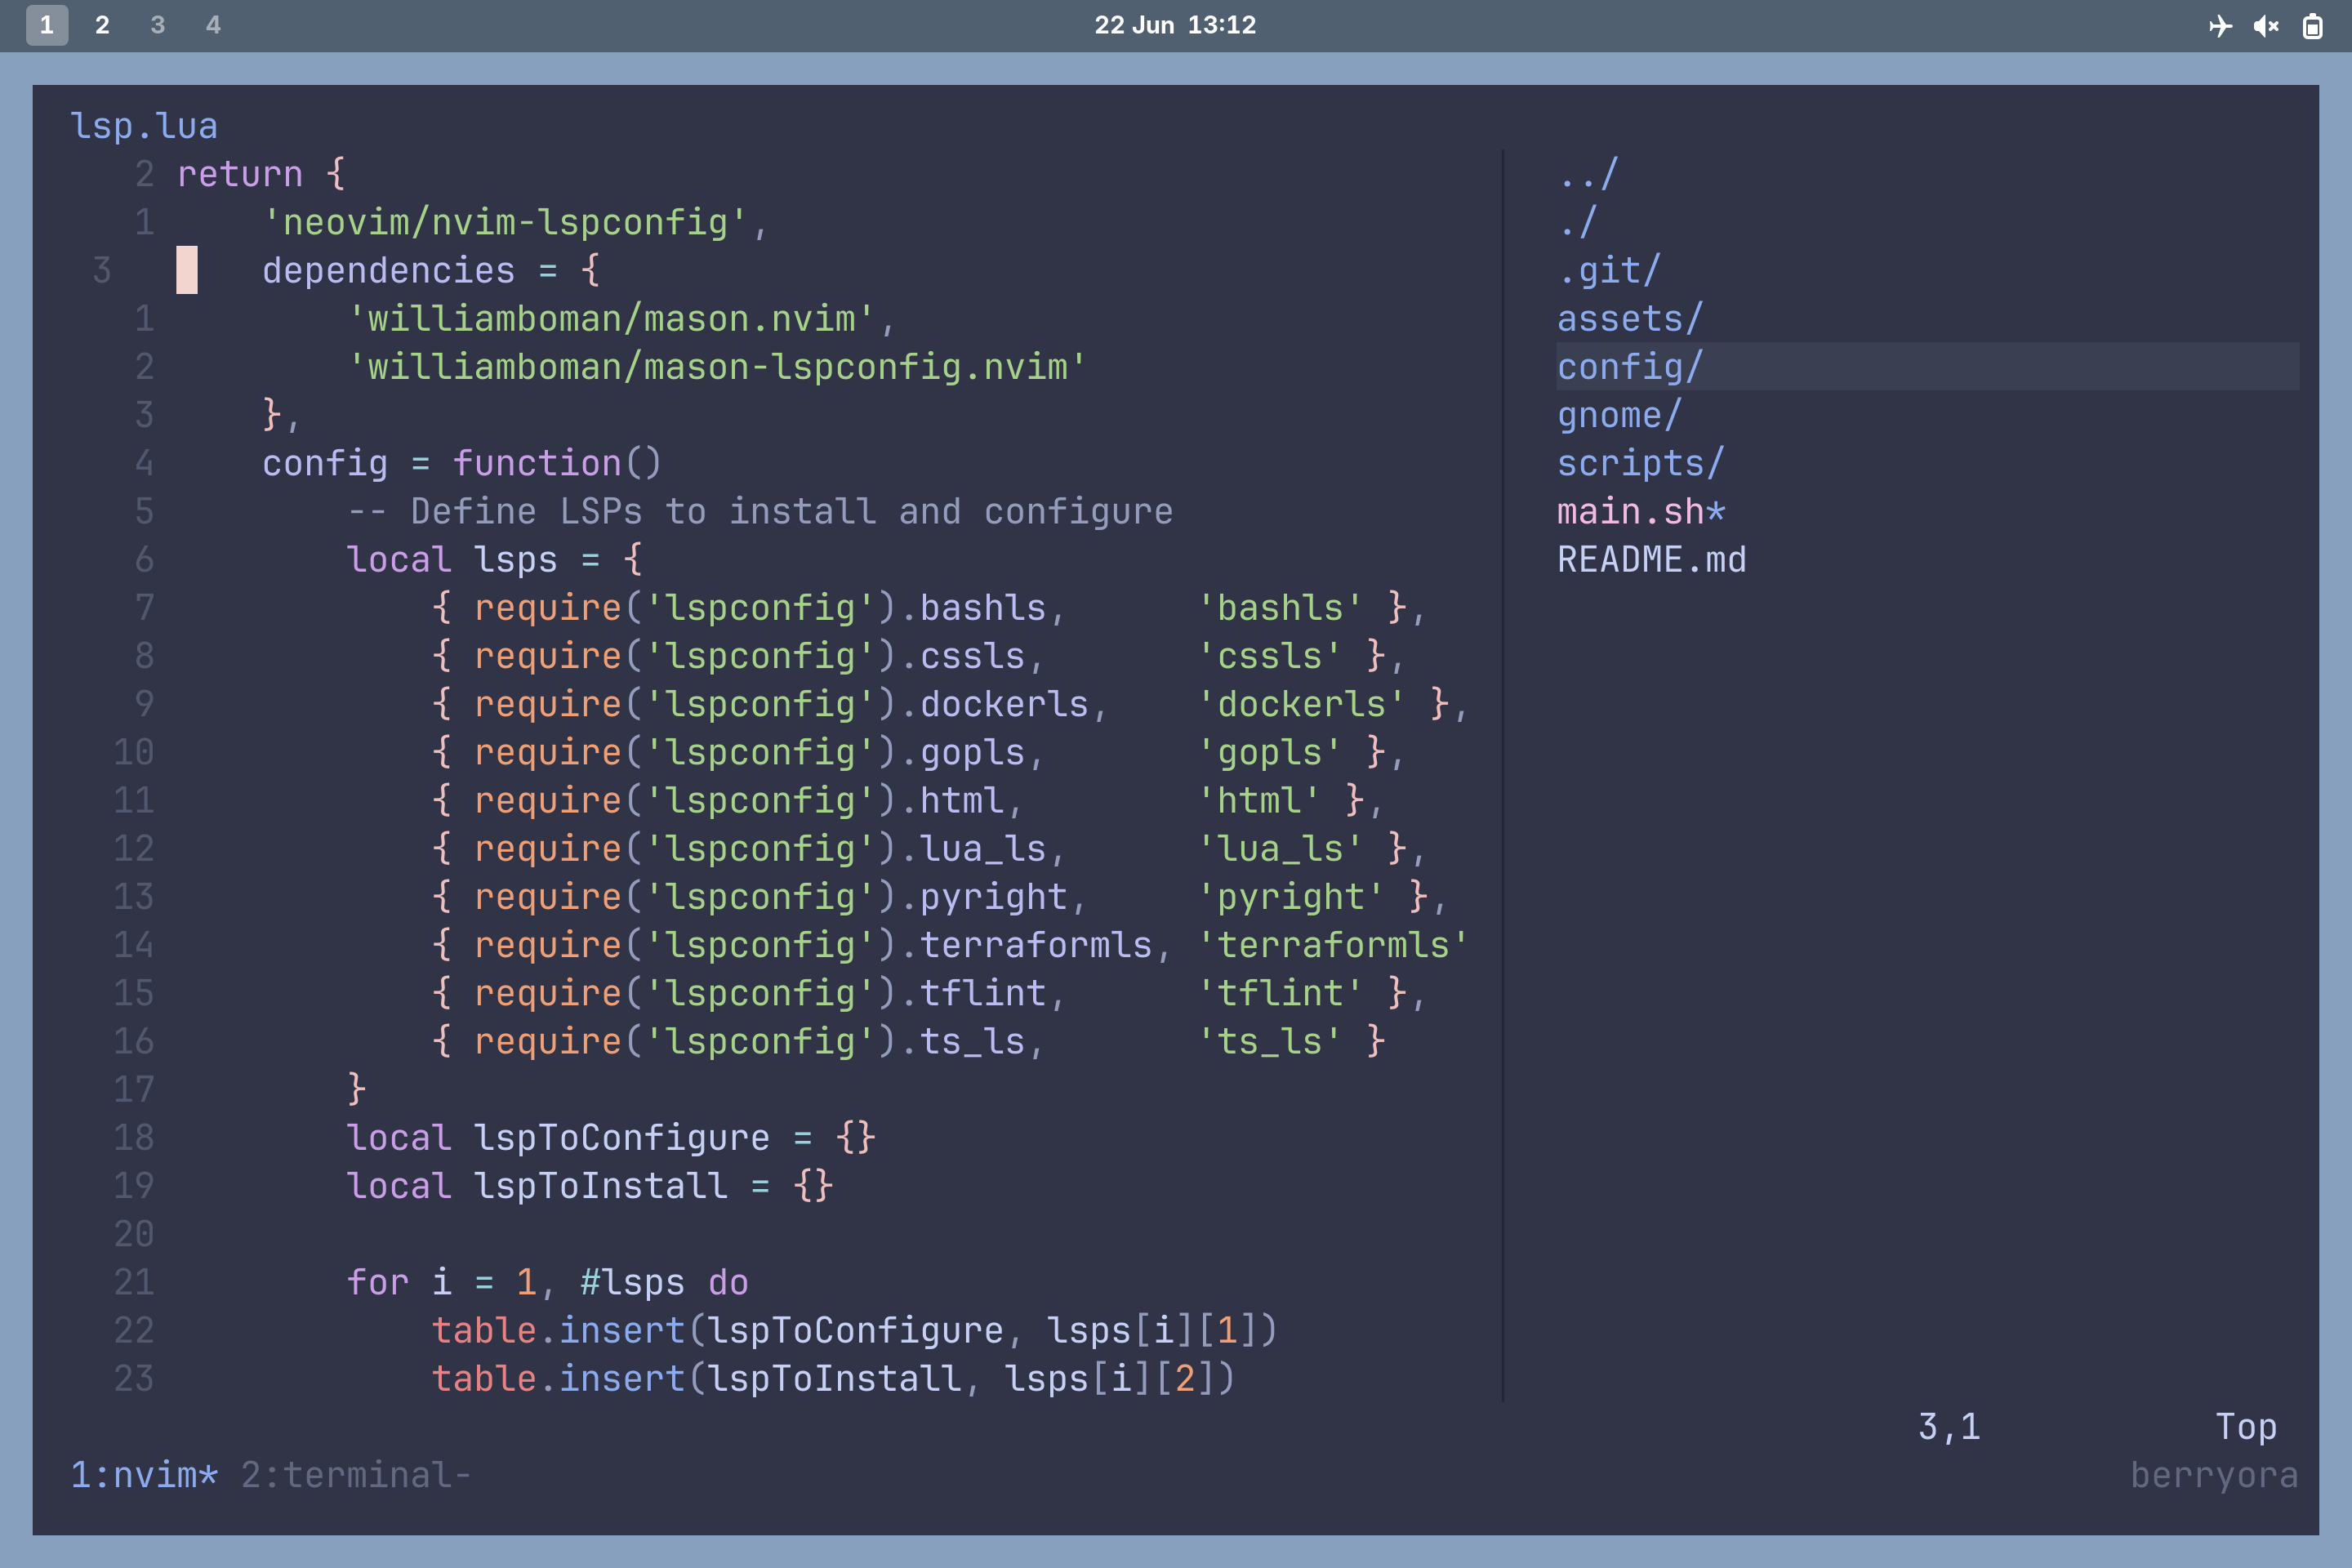 1 2 3 4 22 Jun 13:12
lsp.lua
2 return {
1     'neovim/nvim-lspconfig',
3     dependencies = {
1         'williamboman/mason.nvim',
2         'williamboman/mason-lspconfig.nvim'
3     },
4     config = function()
5         -- Define LSPs to install and configure
6         local lsps = {
7             { require('lspconfig').bashls,      'bashls' },
8             { require('lspconfig').cssls,       'cssls' },
9             { require('lspconfig').dockerls,    'dockerls' },
10             { require('lspconfig').gopls,       'gopls' },
11             { require('lspconfig').html,        'html' },
12             { require('lspconfig').lua_ls,      'lua_ls' },
13             { require('lspconfig').pyright,     'pyright' },
14             { require('lspconfig').terraformls, 'terraformls'
15             { require('lspconfig').tflint,      'tflint' },
16             { require('lspconfig').ts_ls,       'ts_ls' }
17         }
18         local lspToConfigure = {}
19         local lspToInstall = {}
20
21         for i = 1, #lsps do
22             table.insert(lspToConfigure, lsps[i][1])
23             table.insert(lspToInstall, lsps[i][2])
../
./
.git/
assets/
config/
gnome/
scripts/
main.sh*
README.md
3,1 Top
1:nvim* 2:terminal- berryora